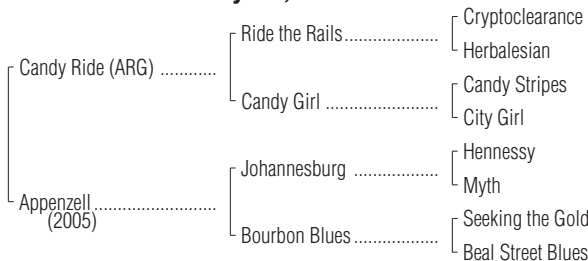 Cryptoclearance
Ride the Rails
Herbalesian
Candy Ride (ARG)
Candy Stripes
Candy Girl
City Girl
Hennessy
Johannesburg
Myth
Appenzell
(2005)
Seeking the Gold
Bourbon Blues
Beal Street Blues